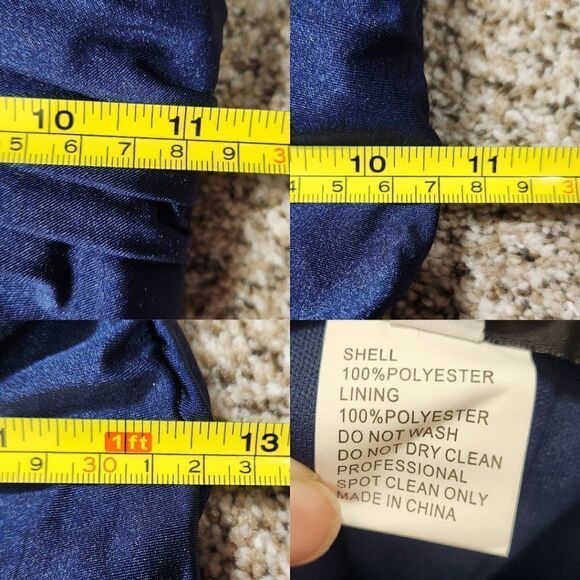 10 11
5 6 7 8 9 3
10 11
4 5 6 7 8 9 3
1ft 13
9 30 1 2 3
SHELL
100%POLYESTER
LINING
100%POLYESTER
DO NOT WASH
DO NOT DRY CLEAN
PROFESSIONAL
SPOT CLEAN ONLY
MADE IN CHINA